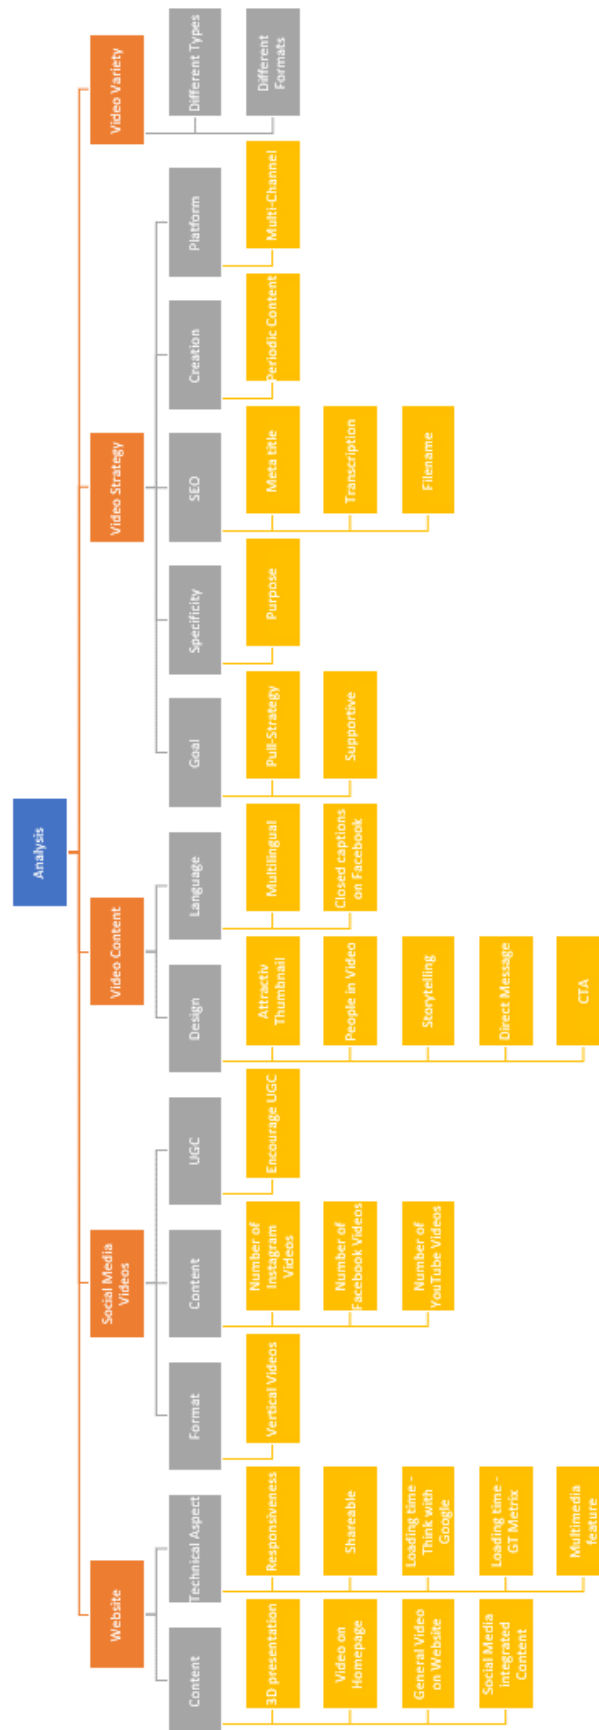 Analysis
Website
Social Media
Videos
Video Content
Video Strategy
Video Variety
Content
Technical Aspect
Format
Content
UGC
Design
Language
Goal
Specificity
SEO
Creation
Platform
Different Types
3D presentation
Responsiveness
Vertical Videos
Number of
Instagram
Videos
Encourage UGC
Attractiv
Thumbnail
Multilingual
Pull-Strategy
Purpose
Meta title
Periodic Content
Multi-Channel
Different
Formats
Video on
Homepage
Shareable
Number of
Facebook Videos
People in Video
Closed captions
on Facebook
Supportive
Transcription
General Video
on Website
Loading time -
Think with
Google
Number of
YouTube Videos
Storytelling
Filename
Social Media
integrated
Content
Loading time -
GT Metrix
Direct Message
Multimedia
feature
CTA